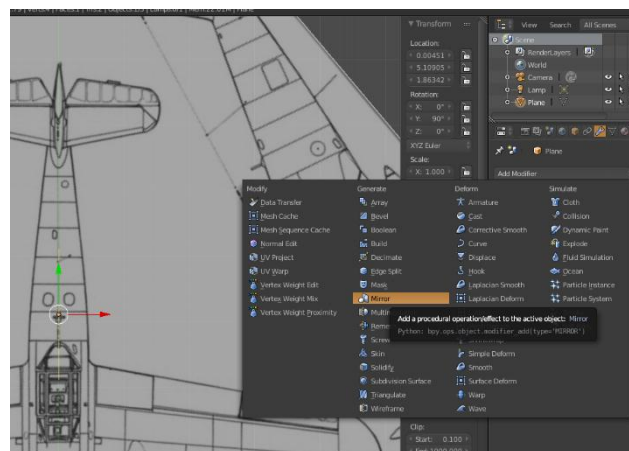 Transform
Location:
0.00451
5.10905
1.86342
Rotation:
X: 0°
Y: 90°
Z: 0°
XYZ Euler
Scale:
X: 1.000
View Search All Scenes
Scene
RenderLayers
World
Camera
Lamp
Plane
Plane
Add Modifier
Modify
Data Transfer
Mesh Cache
Mesh Sequence Cache
Normal Edit
UV Project
UV Warp
Vertex Weight Edit
Vertex Weight Mix
Vertex Weight Proximity
Generate
Array
Bevel
Boolean
Build
Decimate
Edge Split
Mask
Mirror
Screw
Skin
Solidify
Subdivision Surface
Triangulate
Wireframe
Deform
Armature
Cast
Corrective Smooth
Curve
Displace
Hook
Laplacian Smooth
Laplacian Deform
Simple Deform
Smooth
Surface Deform
Warp
Wave
Simulate
Cloth
Collision
Dynamic Paint
Explode
Fluid Simulation
Ocean
Particle Instance
Particle System
Add a procedural operation/effect to the active object: Mirror
Python: bpy.ops.object.modifier_add(type='MIRROR')
Clip:
Start: 0.100